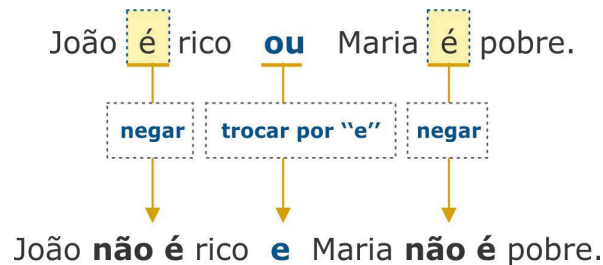 João é rico ou Maria é pobre.
negar trocar por “e” negar
João não é rico e Maria não é pobre.